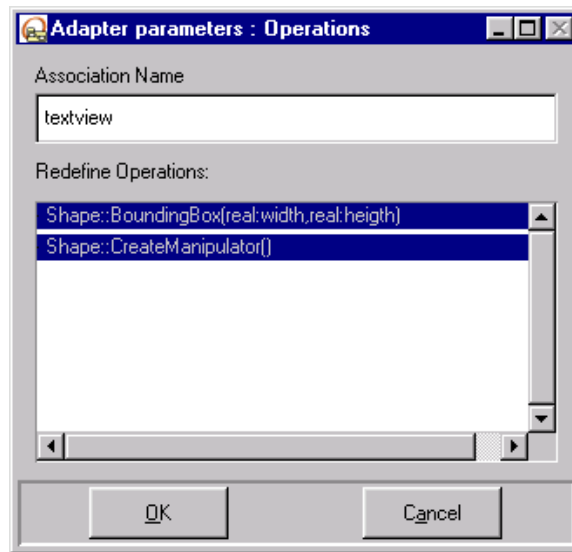 Adapter parameters : Operations
Association Name
textview
Redefine Operations:
Shape::BoundingBox(real:width,real:heigth)
Shape::CreateManipulator()
OK
Cancel